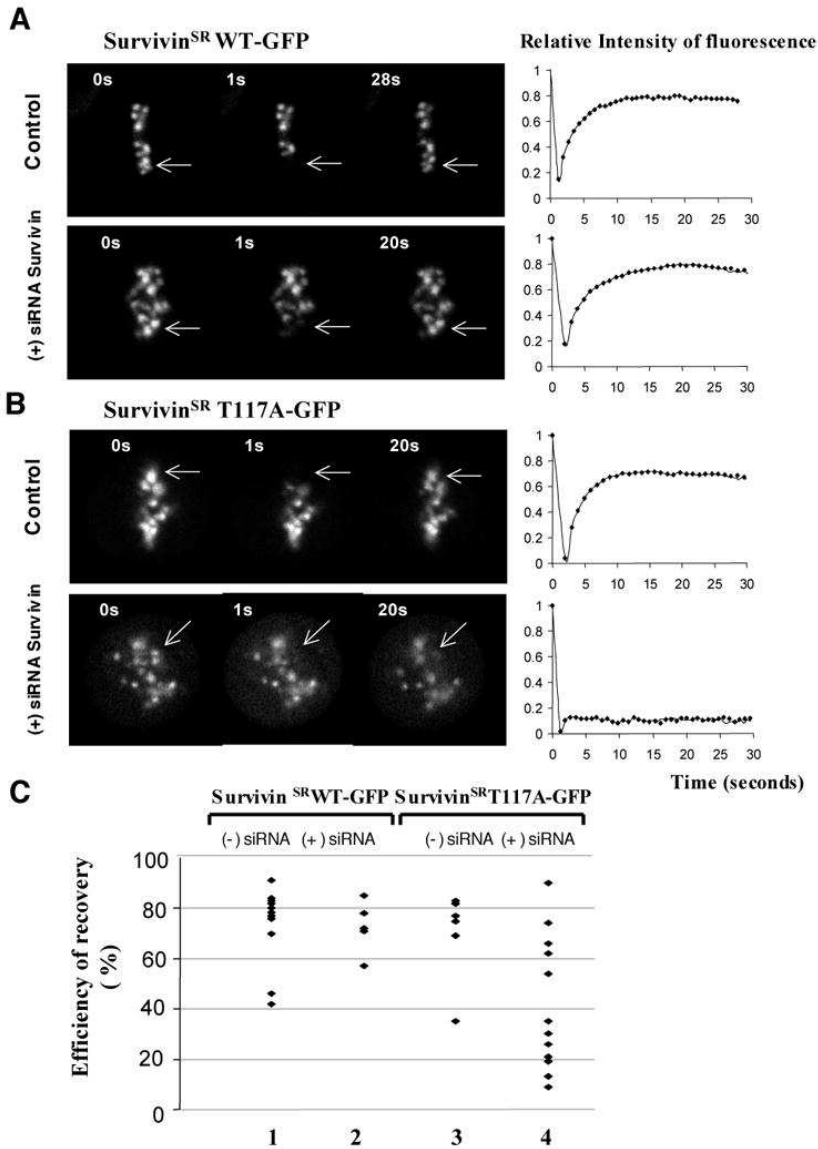 A
Survivin^SR WT-GFP
Relative Intensity of fluorescence
Control
0s 1s 28s
1
0.8
0.6
0.4
0.2
0
0 5 10 15 20 25 30
(+) siRNA Survivin
0s 1s 20s
1
0.8
0.6
0.4
0.2
0
0 5 10 15 20 25 30
B
Survivin^SR T117A-GFP
Control
0s 1s 20s
1
0.8
0.6
0.4
0.2
0
0 5 10 15 20 25 30
(+) siRNA Survivin
0s 1s 20s
1
0.8
0.6
0.4
0.2
0
0 5 10 15 20 25 30
Time (seconds)
C
Survivin ^SR WT-GFP Survivin^SR T117A-GFP
(-) siRNA (+) siRNA (-) siRNA (+) siRNA
Efficiency of recovery
( %)
100
80
60
40
20
0
1 2 3 4